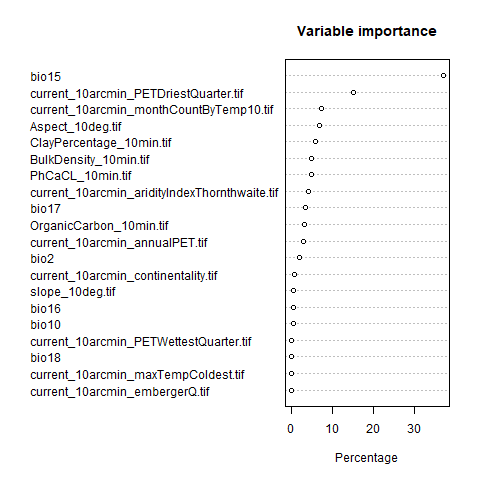 Variable importance
bio15
current_10arcmin_PETDriestQuarter.tif
current_10arcmin_monthCountByTemp10.tif
Aspect_10deg.tif
ClayPercentage_10min.tif
BulkDensity_10min.tif
PhCaCL_10min.tif
current_10arcmin_aridityIndexThornthwaite.tif
bio17
OrganicCarbon_10min.tif
current_10arcmin_annualPET.tif
bio2
current_10arcmin_continentality.tif
slope_10deg.tif
bio16
bio10
current_10arcmin_PETWettestQuarter.tif
bio18
current_10arcmin_maxTempColdest.tif
current_10arcmin_embergerQ.tif
0 10 20 30
Percentage